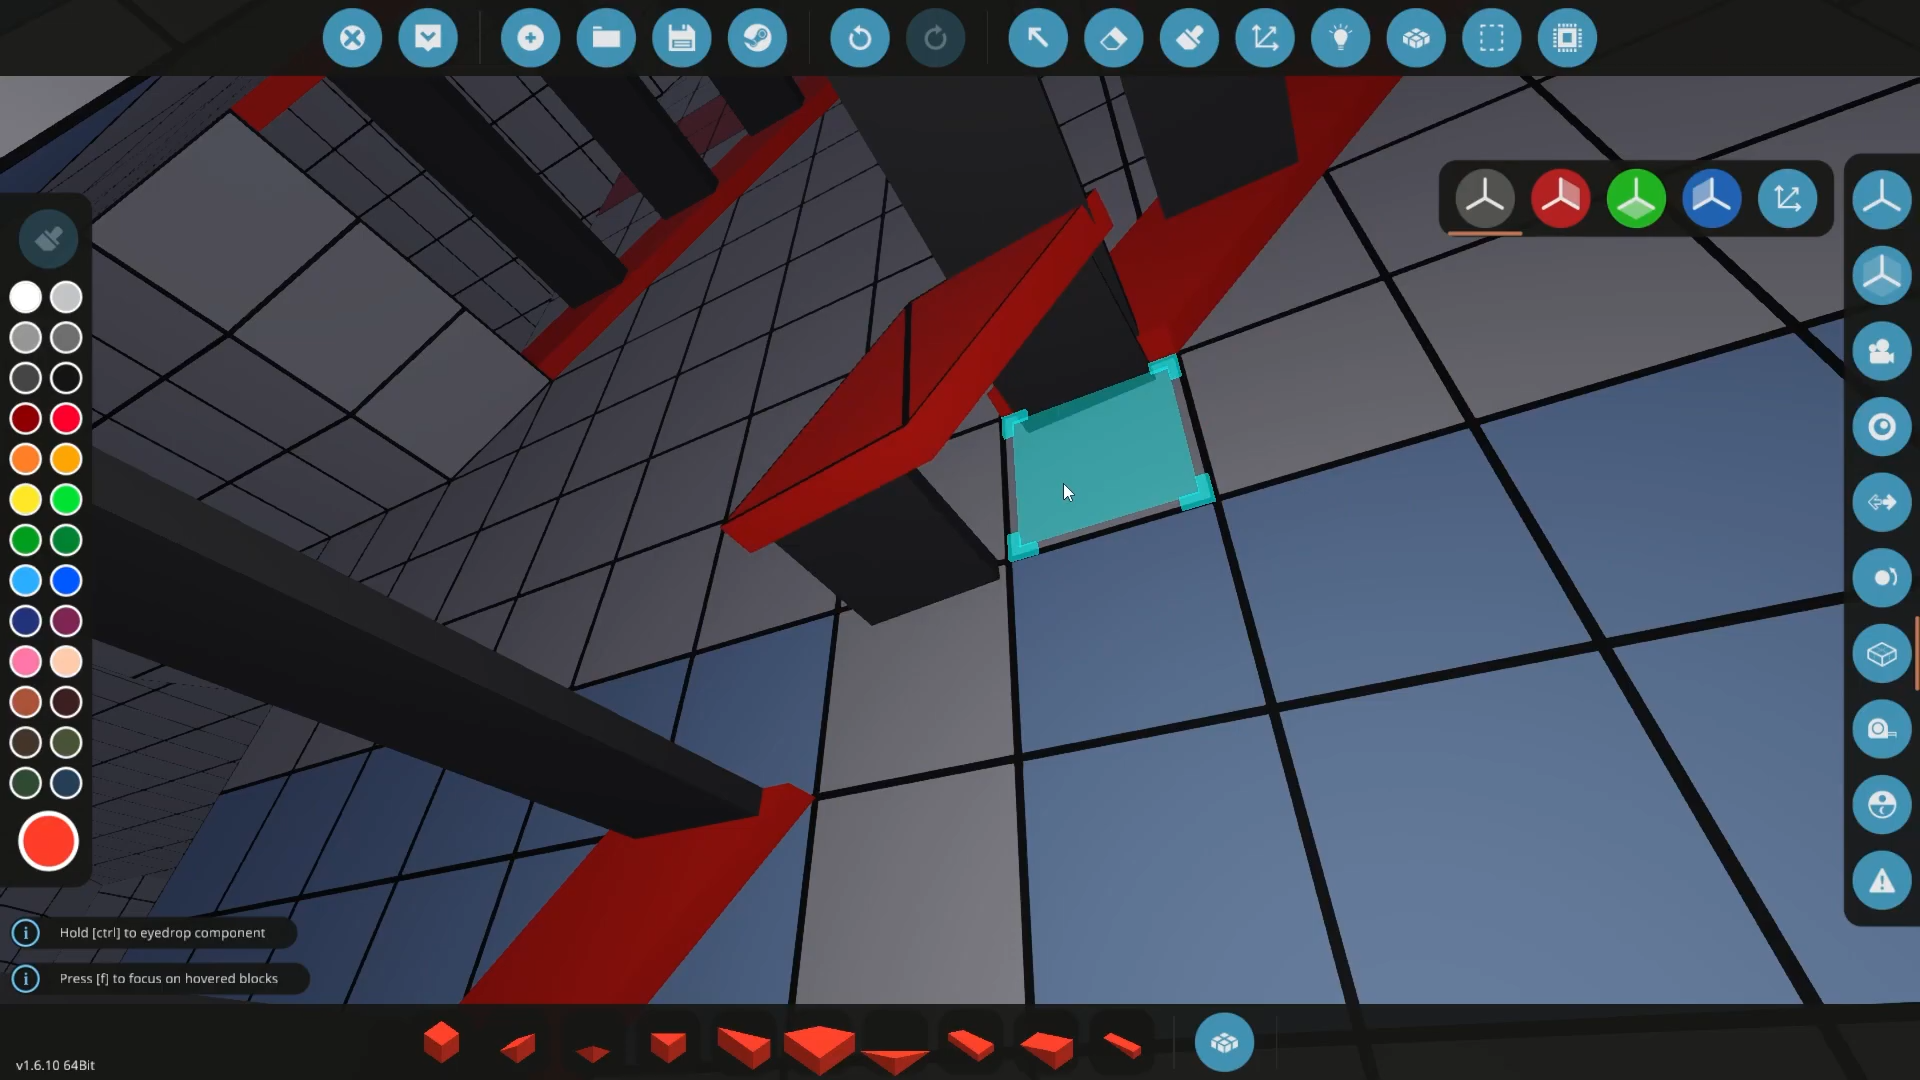 Hold [ctrl] to eyedrop component
Press [f] to focus on hovered blocks
v1.6.10 64Bit